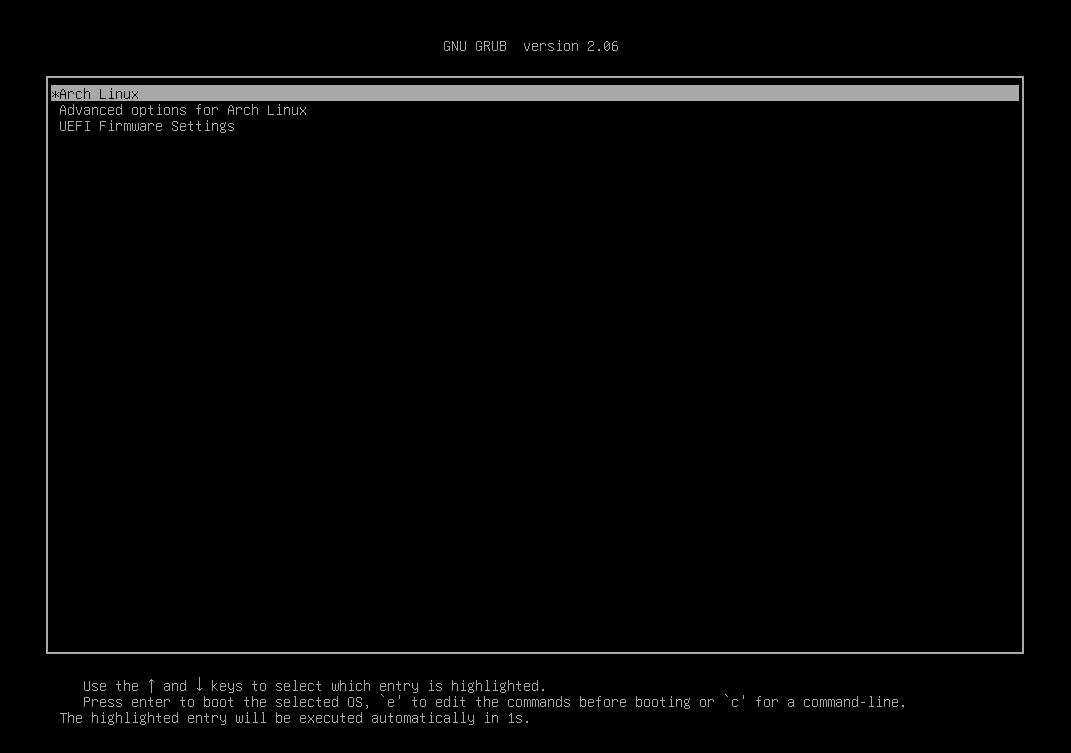 GNU GRUB  version 2.06
*Arch Linux
Advanced options for Arch Linux
UEFI Firmware Settings
Use the ↑ and ↓ keys to select which entry is highlighted.
Press enter to boot the selected OS, `e' to edit the commands before booting or `c' for a command-line.
The highlighted entry will be executed automatically in 1s.